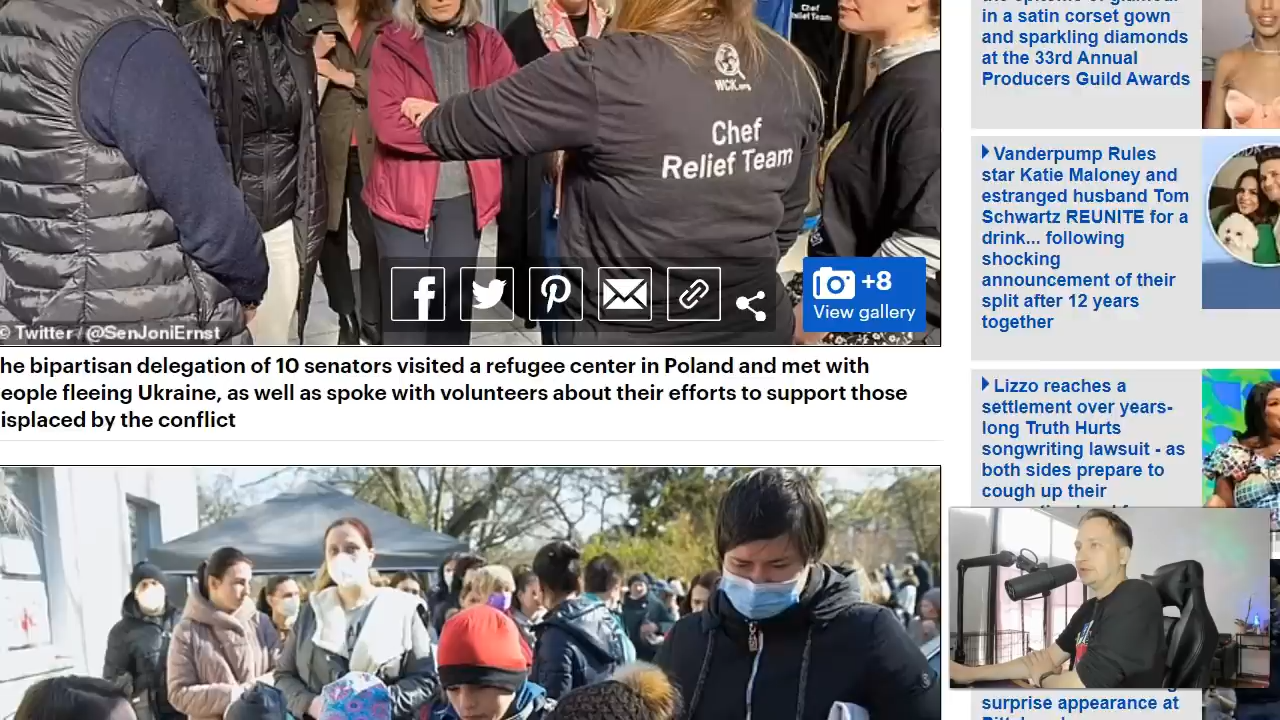 WCK.org
Chef
Relief Team
Chef
Relief Team
+8
View gallery
© Twitter / @SenJoniErnst
he bipartisan delegation of 10 senators visited a refugee center in Poland and met with
eople fleeing Ukraine, as well as spoke with volunteers about their efforts to support those
isplaced by the conflict
in a satin corset gown
and sparkling diamonds
at the 33rd Annual
Producers Guild Awards
Vanderpump Rules
star Katie Maloney and
estranged husband Tom
Schwartz REUNITE for a
drink... following
shocking
announcement of their
split after 12 years
together
Lizzo reaches a
settlement over years-
long Truth Hurts
songwriting lawsuit - as
both sides prepare to
cough up their
surprise appearance at